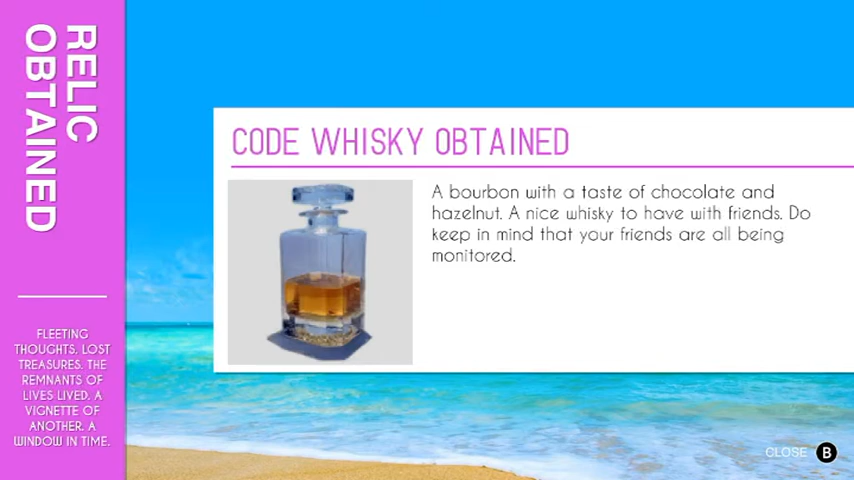 RELIC
OBTAINED
FLEETING
THOUGHTS. LOST
TREASURES. THE
REMNANTS OF
LIVES LIVED. A
VIGNETTE OF
ANOTHER. A
WINDOW IN TIME.
CODE WHISKY OBTAINED
A bourbon with a taste of chocolate and
hazelnut. A nice whisky to have with friends. Do
keep in mind that your friends are all being
monitored.
CLOSE B